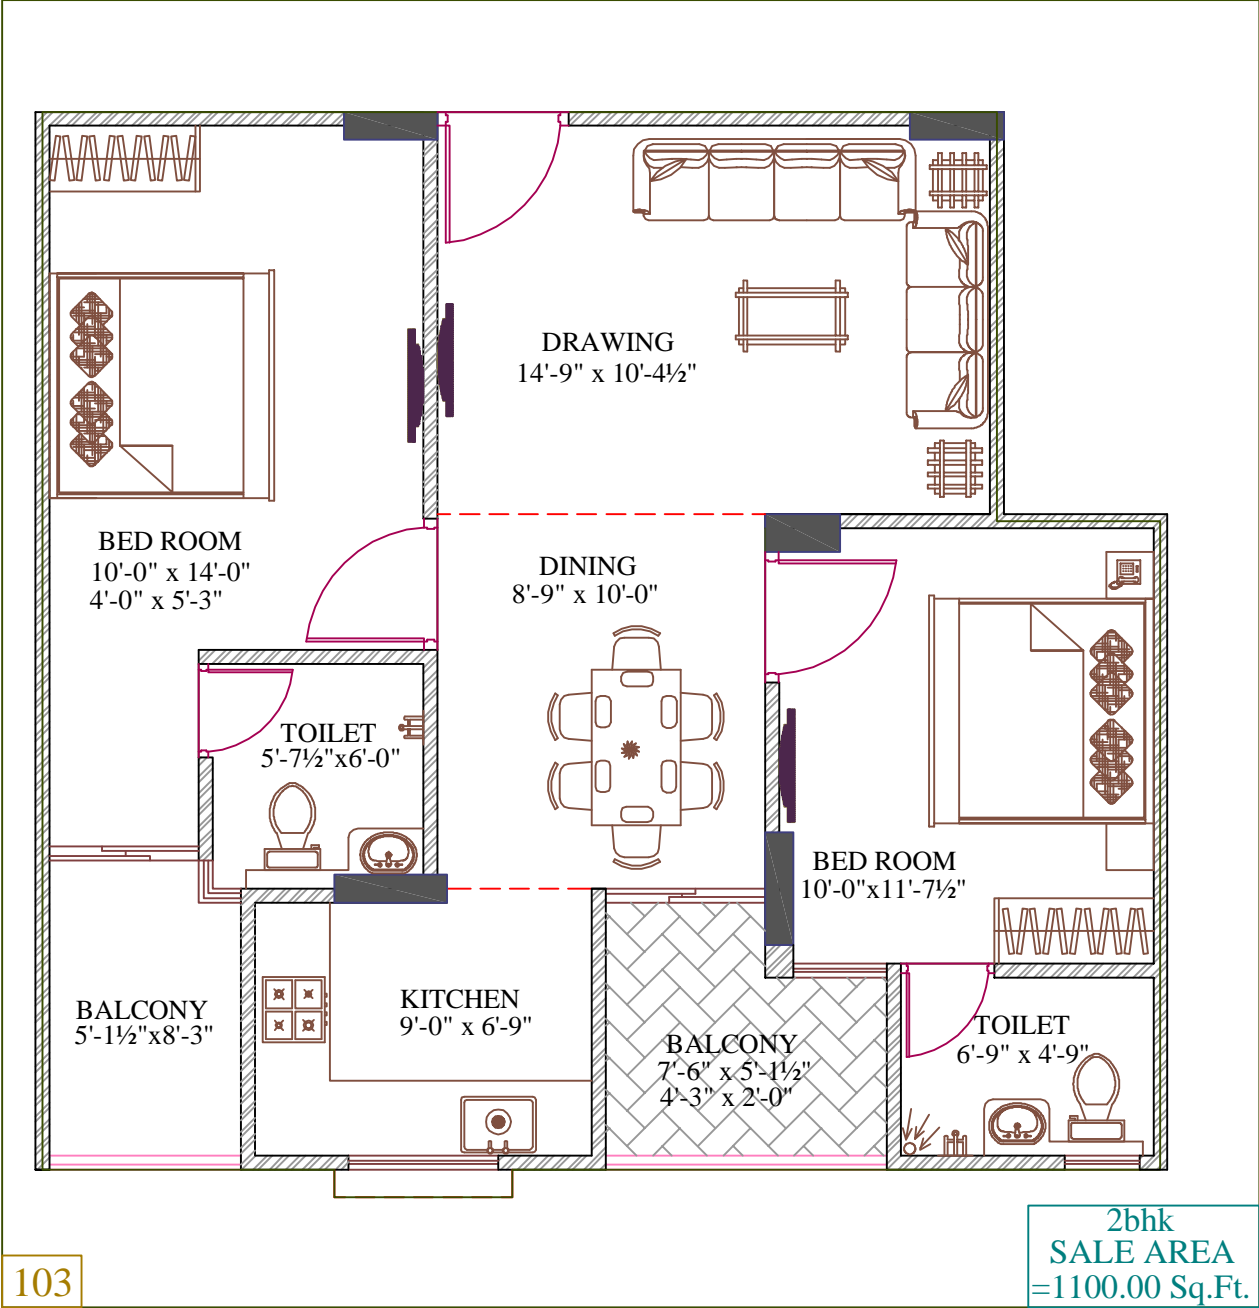 DRAWING
14'-9" x 10'-4½"
BED ROOM
10'-0" x 14'-0"
4'-0" x 5'-3"
DINING
8'-9" x 10'-0"
TOILET
5'-7½"x6'-0"
BED ROOM
10'-0"x11'-7½"
BALCONY
5'-1½"x8'-3"
KITCHEN
9'-0" x 6'-9"
BALCONY
7'-6" x 5'-1½"
4'-3" x 2'-0"
TOILET
6'-9" x 4'-9"
2bhk
SALE AREA
=1100.00 Sq.Ft.
103